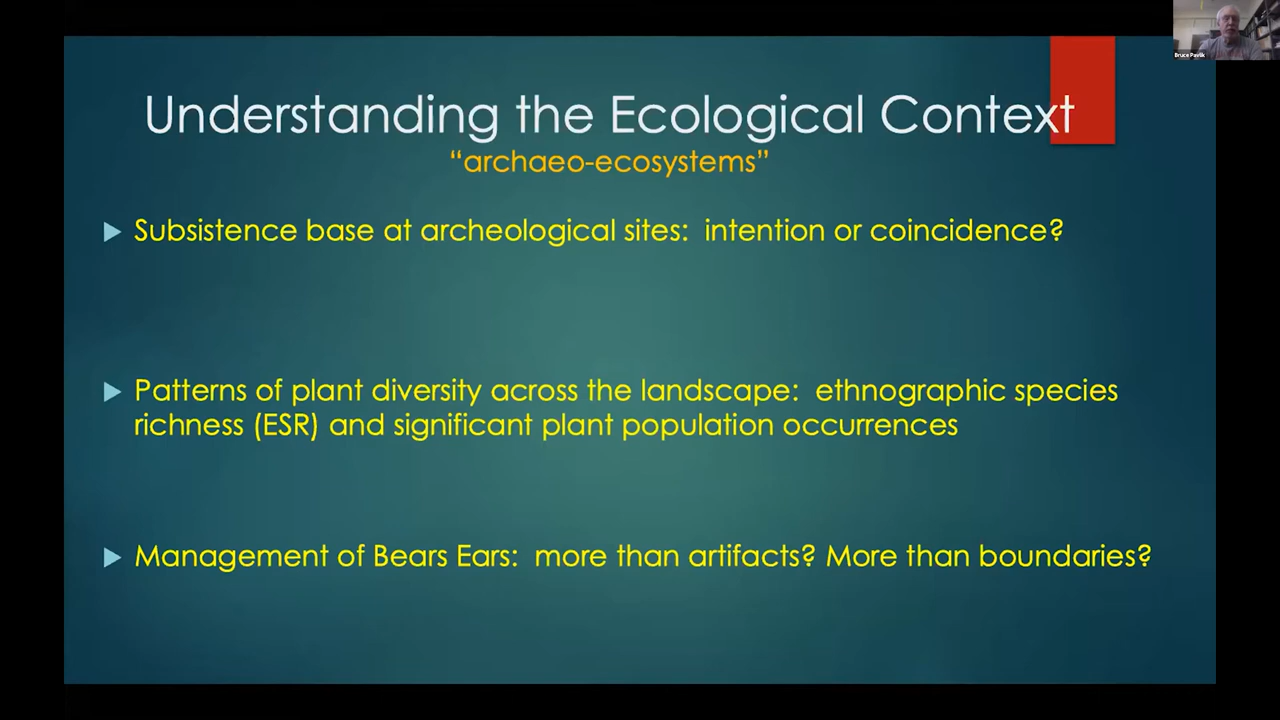 Bruce Pavlik
Understanding the Ecological Context
“archaeo-ecosystems”
Subsistence base at archeological sites:  intention or coincidence?
Patterns of plant diversity across the landscape:  ethnographic species
richness (ESR) and significant plant population occurrences
Management of Bears Ears:  more than artifacts? More than boundaries?